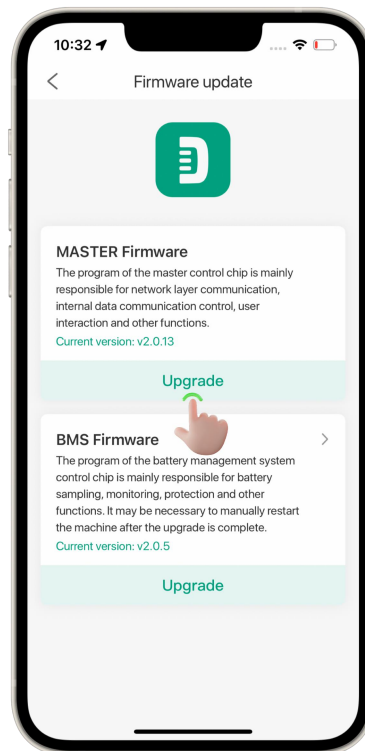 10:32
Firmware update
MASTER Firmware
The program of the master control chip is mainly
responsible for network layer communication,
internal data communication control, user
interaction and other functions.
Current version: v2.0.13
Upgrade
BMS Firmware
The program of the battery management system
control chip is mainly responsible for battery
sampling, monitoring, protection and other
functions. It may be necessary to manually restart
the machine after the upgrade is complete.
Current version: v2.0.5
Upgrade